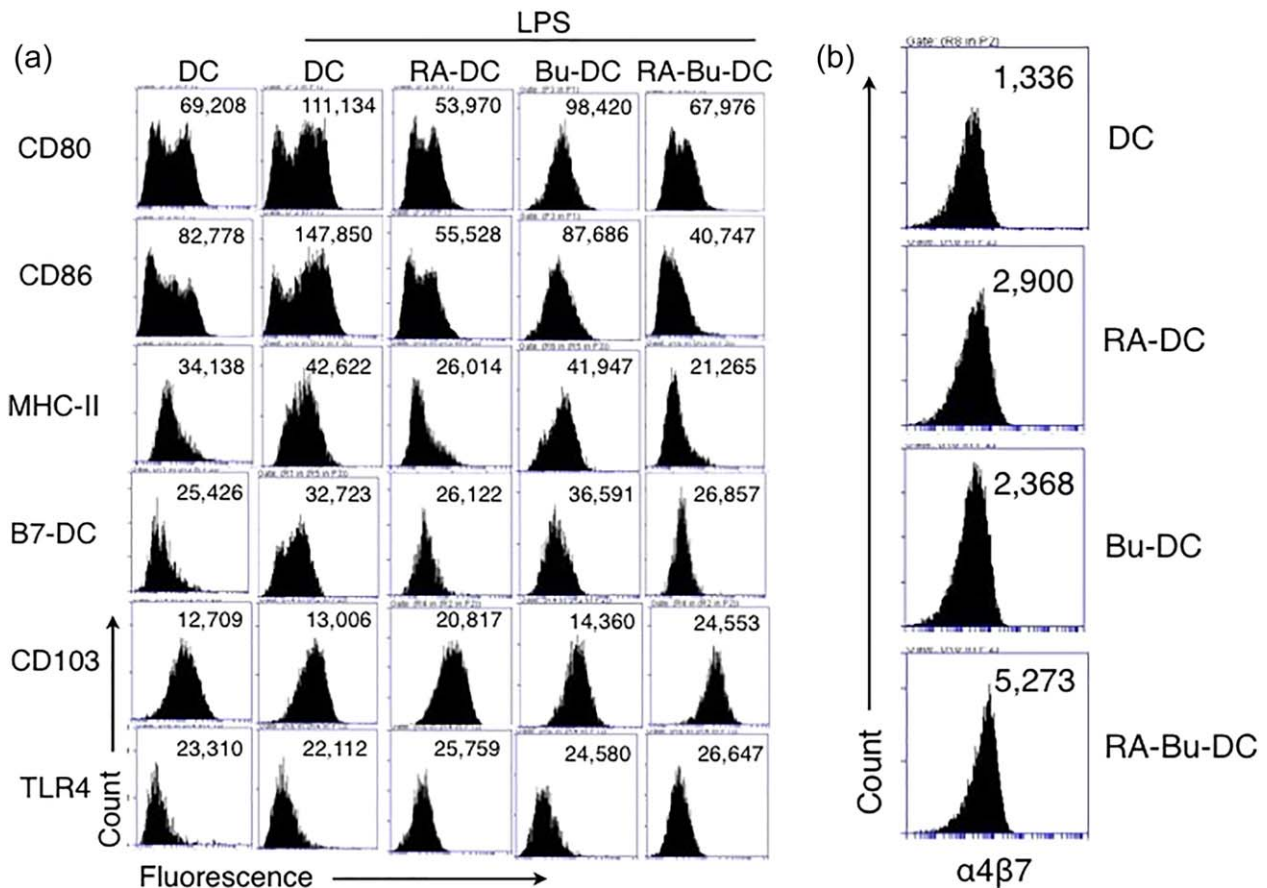 LPS
(a)
DC DC RA-DC Bu-DC RA-Bu-DC
CD80 69,208 111,134 53,970 98,420 67,976
CD86 82,778 147,850 55,528 87,686 40,747
MHC-II 34,138 42,622 26,014 41,947 21,265
B7-DC 25,426 32,723 26,122 36,591 26,857
CD103 12,709 13,006 20,817 14,360 24,553
TLR4 23,310 22,112 25,759 24,580 26,647
Count
Fluorescence
(b)
Gate: (R8 in P2)
1,336 DC
2,900 RA-DC
2,368 Bu-DC
5,273 RA-Bu-DC
Count
α4β7